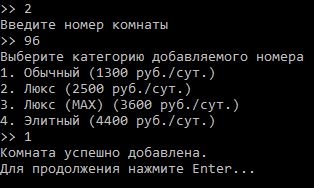 >> 2
Введите номер комнаты
>> 96
Выберите категорию добавляемого номера
1. Обычный (1300 руб./сут.)
2. Люкс (2500 руб./сут.)
3. Люкс (MAX) (3600 руб./сут.)
4. Элитный (4400 руб./сут.)
>> 1
Комната успешно добавлена.
Для продолжения нажмите Enter...